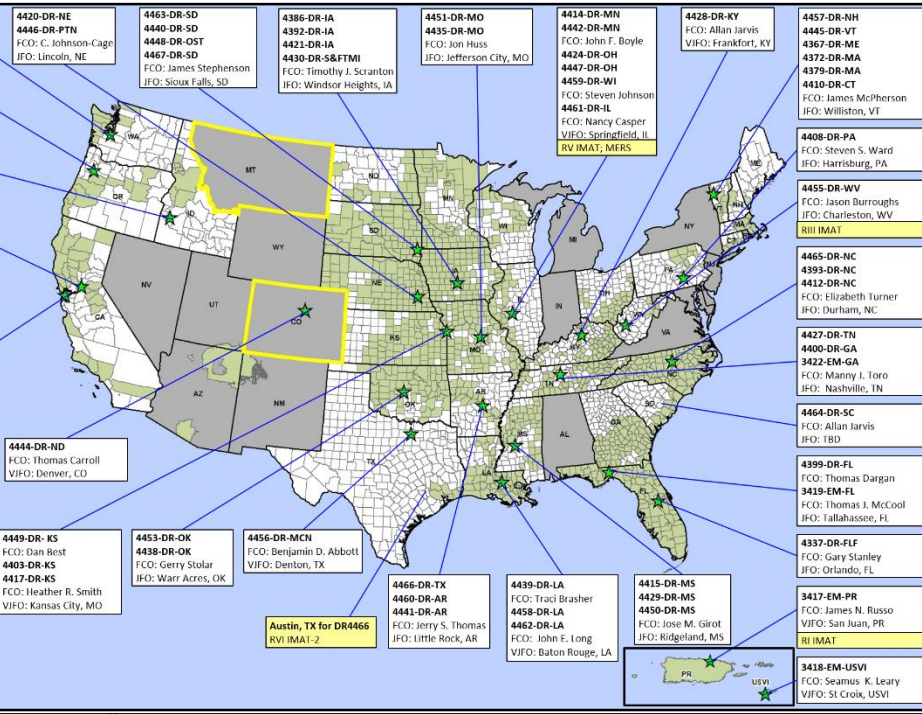 4420-DR-NE
4446-DR-PTN
FCO: C. Johnson-Cage
JFO: Lincoln, NE
4463-DR-SD
4440-DR-SD
4448-DR-OST
4467-DR-SD
FCO: James Stephenson
JFO: Sioux Falls, SD
4386-DR-IA
4392-DR-IA
4421-DR-IA
4430-DR-S&FTMI
FCO: Timothy J. Scranton
JFO: Windsor Heights, IA
4451-DR-MO
4435-DR-MO
FCO: Jon Huss
JFO: Jefferson City, MO
4414-DR-MN
4442-DR-MN
FCO: John F. Boyle
4424-DR-OH
4447-DR-OH
4459-DR-WI
FCO: Steven Johnson
4461-DR-IL
FCO: Nancy Casper
VJFO: Springfield, IL
RV IMAT; MERS
4428-DR-KY
FCO: Allan Jarvis
VJFO: Frankfort, KY
4457-DR-NH
4445-DR-VT
4367-DR-ME
4372-DR-MA
4379-DR-MA
4410-DR-CT
FCO: James McPherson
JFO: Williston, VT
4408-DR-PA
FCO: Steven S. Ward
JFO: Harrisburg, PA
4455-DR-WV
FCO: Jason Burroughs
JFO: Charleston, WV
RIII IMAT
4465-DR-NC
4393-DR-NC
4412-DR-NC
FCO: Elizabeth Turner
JFO: Durham, NC
4427-DR-TN
4400-DR-GA
3422-EM-GA
FCO: Manny J. Toro
JFO: Nashville, TN
4464-DR-SC
FCO: Allan Jarvis
JFO: TBD
4399-DR-FL
FCO: Thomas Dargan
3419-EM-FL
FCO: Thomas J. McCool
JFO: Tallahassee, FL
4337-DR-FLF
FCO: Gary Stanley
JFO: Orlando, FL
3417-EM-PR
FCO: James N. Russo
VJFO: San Juan, PR
RI IMAT
3418-EM-USVI
FCO: Seamus K. Leary
VJFO: St Croix, USVI
WA
MT
ND
MN
ME
OR
ID
WY
SD
WI
MI
NY
NH
MA
CT
NV
UT
CO
NE
IA
IN
OH
PA
NJ
WV
VA
CA
KS
MO
KY
AZ
NM
OK
AR
TN
NC
SC
TX
LA
MS
AL
GA
FL
4444-DR-ND
FCO: Thomas Carroll
VJFO: Denver, CO
4449-DR- KS
FCO: Dan Best
4403-DR-KS
4417-DR-KS
FCO: Heather R. Smith
VJFO: Kansas City, MO
4453-DR-OK
4438-DR-OK
FCO: Gerry Stolar
JFO: Warr Acres, OK
4456-DR-MCN
FCO: Benjamin D. Abbott
VJFO: Denton, TX
Austin, TX for DR4466
RVI IMAT-2
4466-DR-TX
4460-DR-AR
4441-DR-AR
FCO: Jerry S. Thomas
JFO: Little Rock, AR
4439-DR-LA
FCO: Traci Brasher
4458-DR-LA
4462-DR-LA
FCO: John E. Long
VJFO: Baton Rouge, LA
4415-DR-MS
4429-DR-MS
4450-DR-MS
FCO: Jose M. Girot
JFO: Ridgeland, MS
PR
USVI